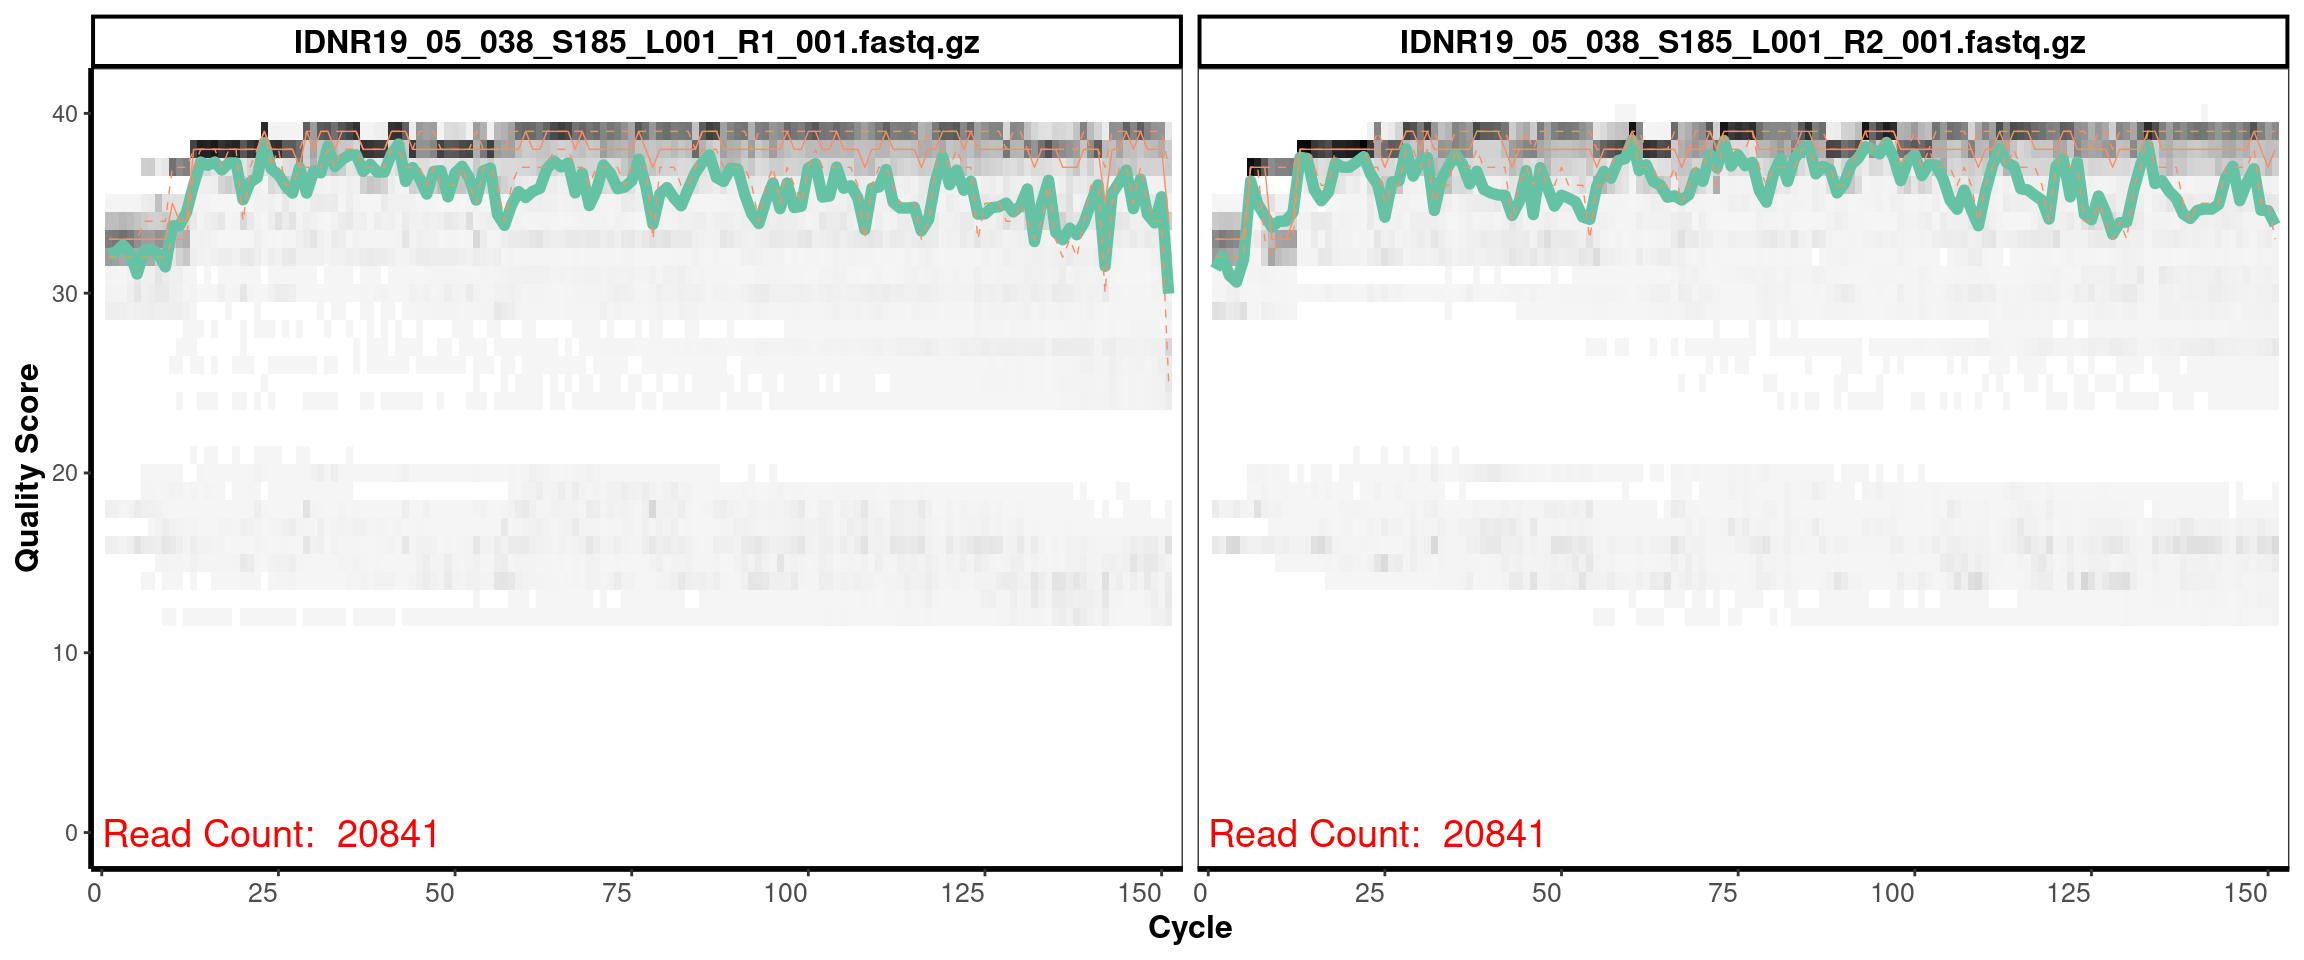 IDNR19_05_038_S185_L001_R1_001.fastq.gz
IDNR19_05_038_S185_L001_R2_001.fastq.gz
Quality Score
40
30
20
10
0
Read Count: 20841
Read Count: 20841
0 25 50 75 100 125 150
0 25 50 75 100 125 150
Cycle